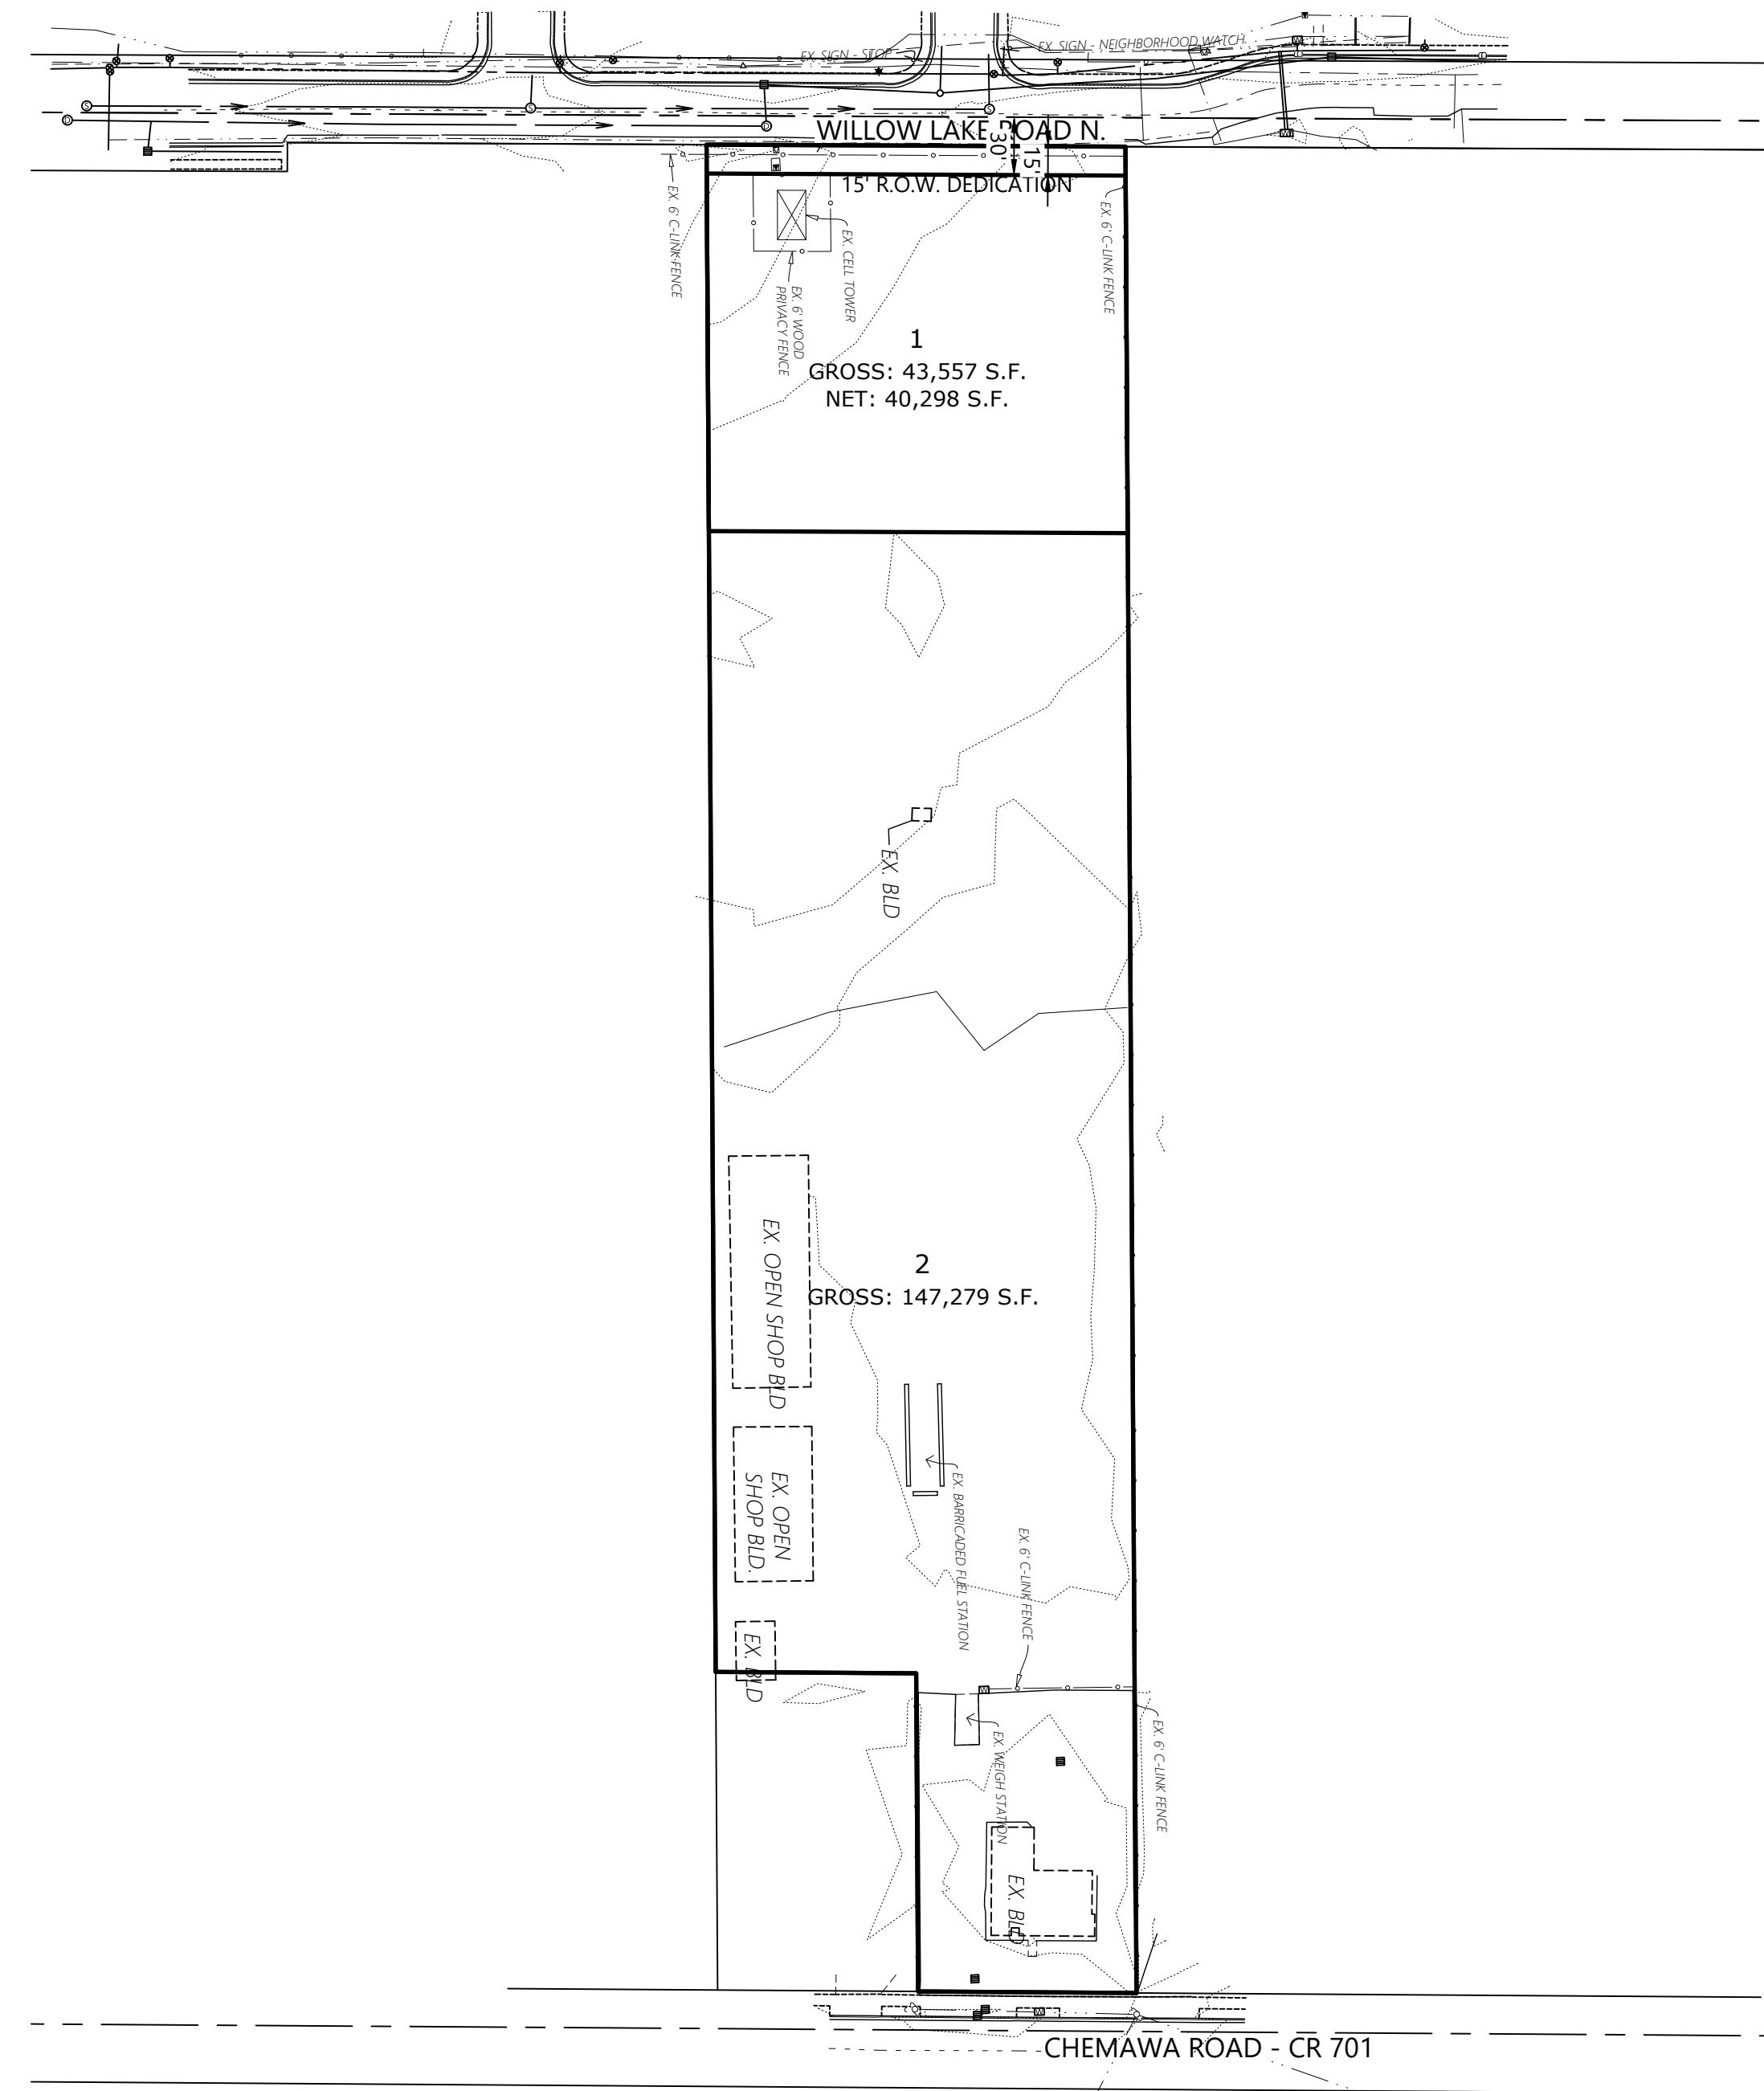 EX. SIGN - STOP
EX. SIGN - NEIGHBORHOOD WATCH
WILLOW LAKE ROAD N.
30'
15'
15' R.O.W. DEDICATION
EX. 6' C-LINK FENCE
EX. CELL TOWER
EX. 6' WOOD
PRIVACY FENCE
EX. 6' C-LINK FENCE
1
GROSS: 43,557 S.F.
NET: 40,298 S.F.
EX. BLD
EX. OPEN SHOP BLD
2
GROSS: 147,279 S.F.
EX. OPEN
SHOP BLD.
EX. BARRICADED FUEL STATION
EX. 6' C-LINK FENCE
EX. BLD
EX. WEIGH STATION
EX. 6' C-LINK FENCE
EX. BLD
CHEMAWA ROAD - CR 701